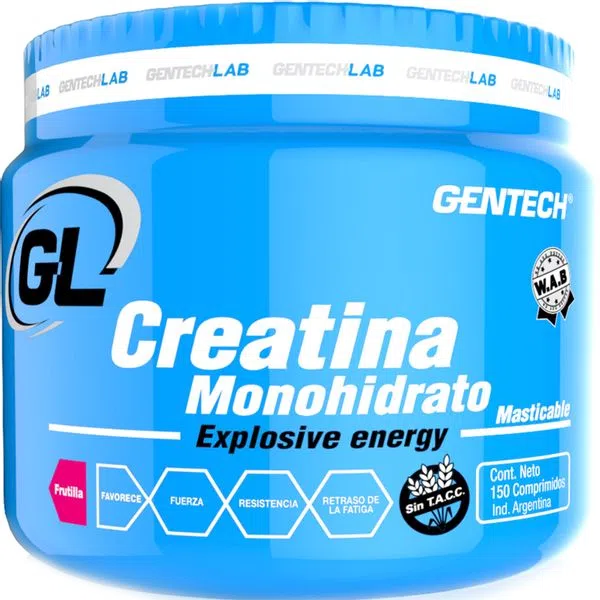 LAB GENTECHLAB GENTECHLAB GENTECHLAB GENTECHLAB
GENTECH®
GL
W.A.B
Creatina
Monohidrato
Masticable
Explosive energy
Frutilla
FAVORECE
FUERZA
RESISTENCIA
RETRASO DE
LA FATIGA
Sin T.A.C.C.
Cont. Neto
150 Comprimidos
Ind. Argentina